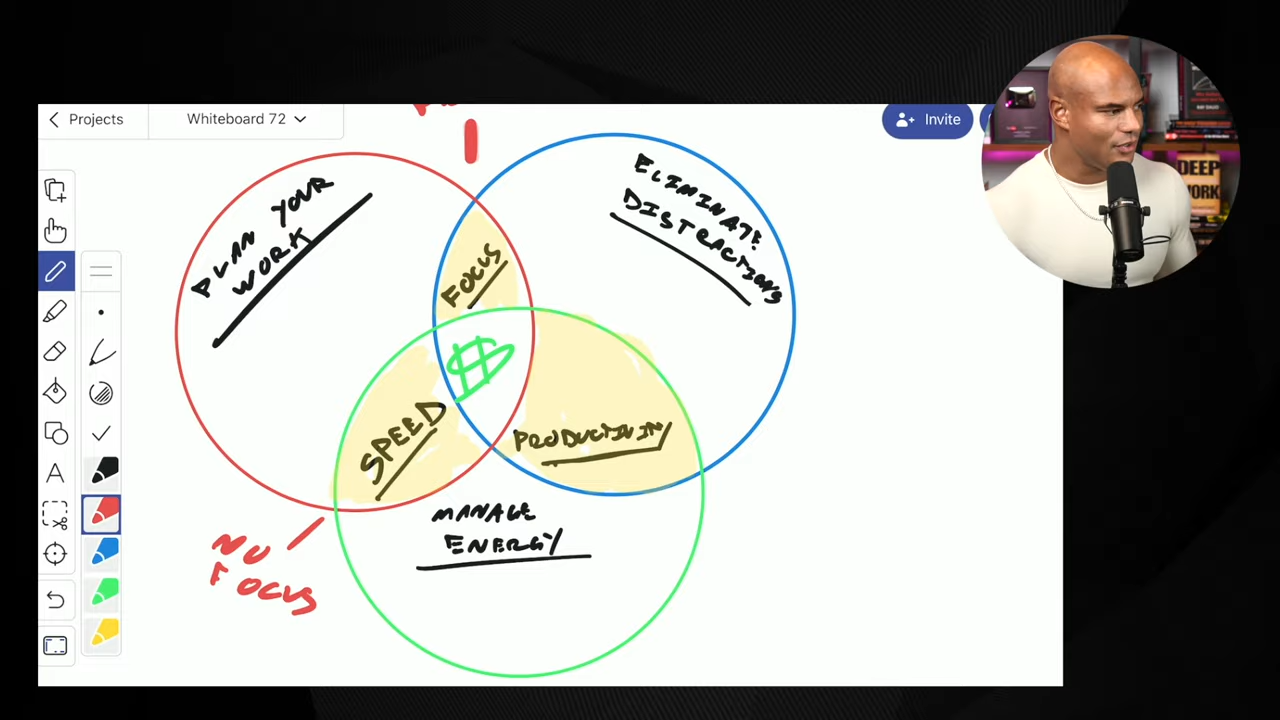 Projects
Whiteboard 72
Invite
PLAN YOUR
WORK
ELIMINATE
DISTRACTIONS
FOCUS
$
SPEED
PRODUCTIVITY
MANAGE
ENERGY
NO
FOCUS
A
DEEP
WORK